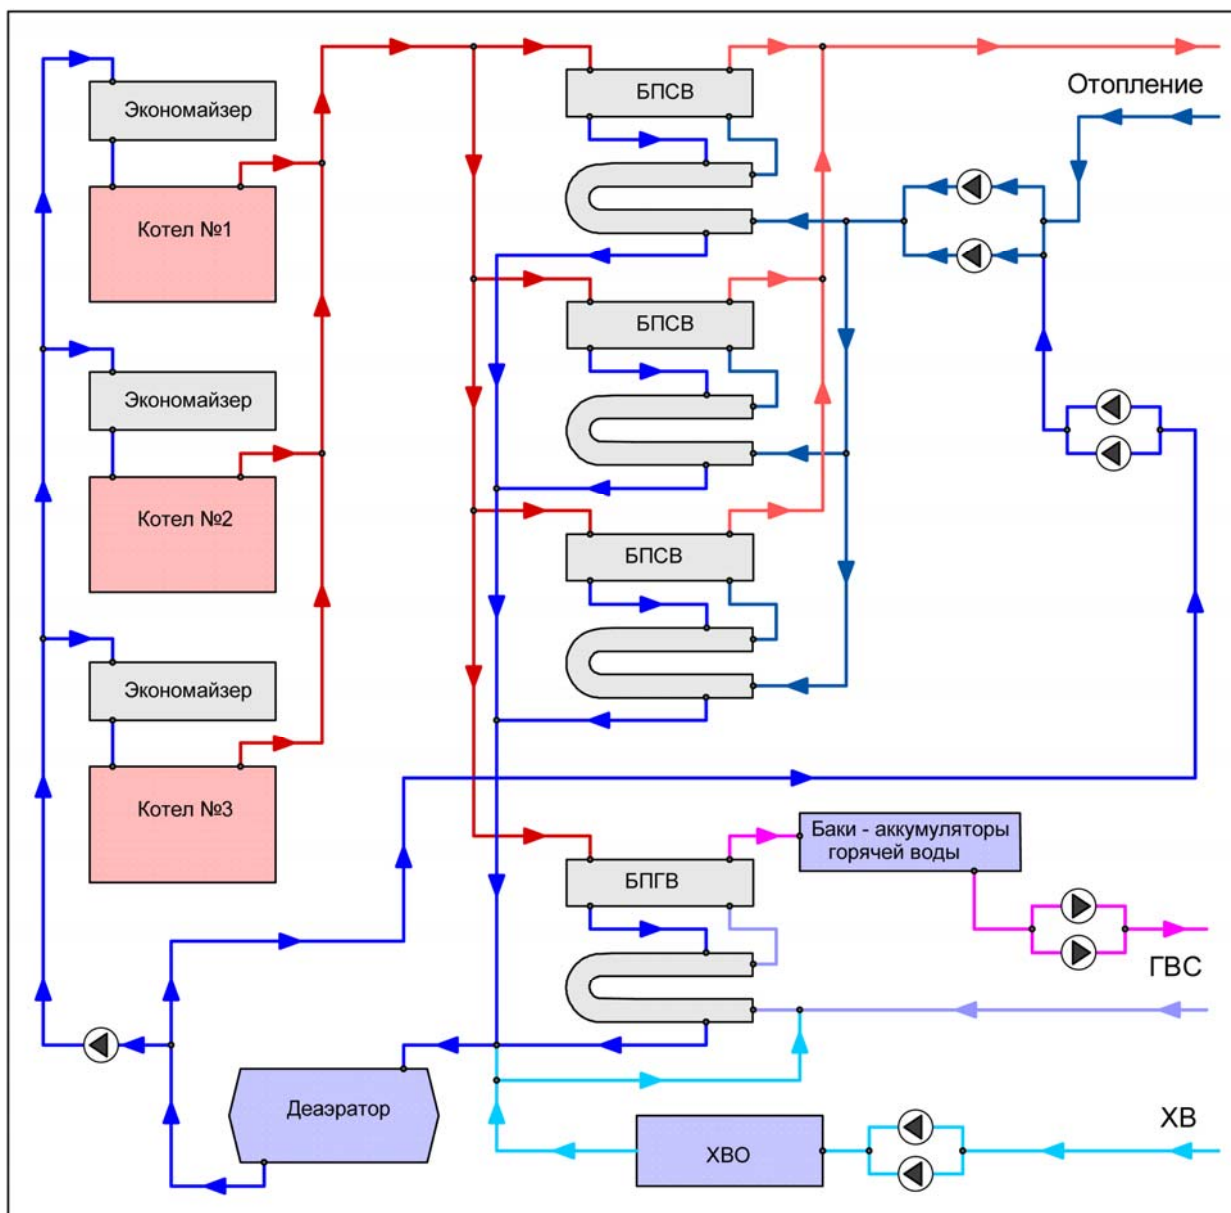 БПСВ
Отопление
Экономайзер
Котел №1
БПСВ
Экономайзер
Котел №2
БПСВ
Экономайзер
Котел №3
Баки - аккумуляторы
горячей воды
БПГВ
ГВС
Деаэратор
ХВО
ХВ